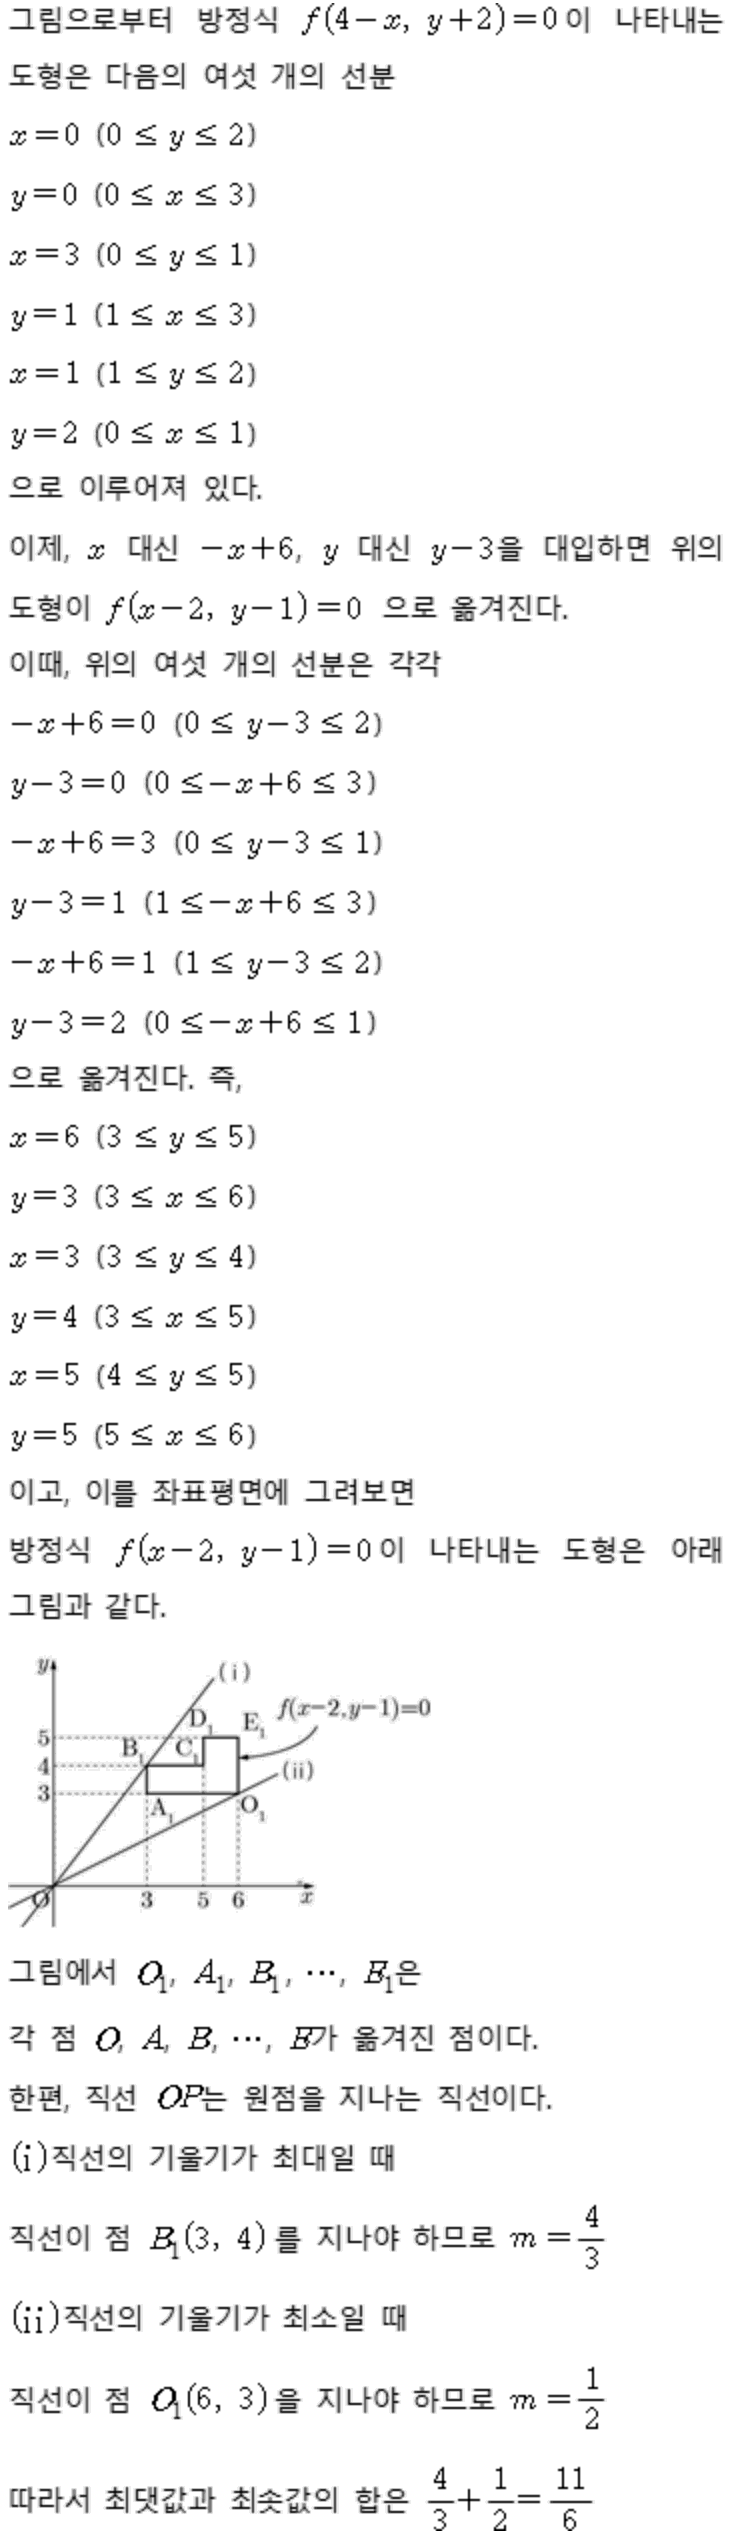 그림으로부터 방정식 f(4-x, y+2)=0이 나타내는
도형은 다음의 여섯 개의 선분
x=0 (0 ≤ y ≤ 2)
y=0 (0 ≤ x ≤ 3)
x=3 (0 ≤ y ≤ 1)
y=1 (1 ≤ x ≤ 3)
x=1 (1 ≤ y ≤ 2)
y=2 (0 ≤ x ≤ 1)
으로 이루어져 있다.
이제, x 대신 -x+6, y 대신 y-3을 대입하면 위의
도형이 f(x-2, y-1)=0 으로 옮겨진다.
이때, 위의 여섯 개의 선분은 각각
-x+6=0 (0 ≤ y-3 ≤ 2)
y-3=0 (0 ≤-x+6 ≤ 3)
-x+6=3 (0 ≤ y-3 ≤ 1)
y-3=1 (1 ≤-x+6 ≤ 3)
-x+6=1 (1 ≤ y-3 ≤ 2)
y-3=2 (0 ≤-x+6 ≤ 1)
으로 옮겨진다. 즉,
x=6 (3 ≤ y ≤ 5)
y=3 (3 ≤ x ≤ 6)
x=3 (3 ≤ y ≤ 4)
y=4 (3 ≤ x ≤ 5)
x=5 (4 ≤ y ≤ 5)
y=5 (5 ≤ x ≤ 6)
이고, 이를 좌표평면에 그려보면
방정식 f(x-2, y-1)=0이 나타내는 도형은 아래
그림과 같다.
y
(i)
f(x-2,y-1)=0
D₁ E₁
5
B₁ C₁
4
(ii)
3
A₁ O₁
O 3 5 6 x
그림에서 O₁, A₁, B₁, ⋯, E₁은
각 점 O, A, B, ⋯, E가 옮겨진 점이다.
한편, 직선 OP는 원점을 지나는 직선이다.
(i)직선의 기울기가 최대일 때
직선이 점 B₁(3, 4)를 지나야 하므로 m=4/3
(ii)직선의 기울기가 최소일 때
직선이 점 O₁(6, 3)을 지나야 하므로 m=1/2
따라서 최댓값과 최솟값의 합은 4/3+1/2=11/6